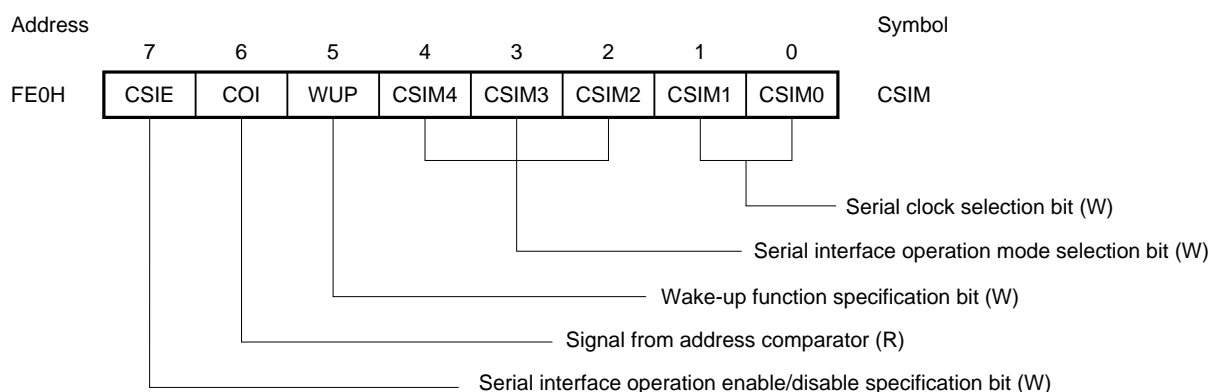 Address Symbol
7 6 5 4 3 2 1 0
FE0H CSIE COI WUP CSIM4 CSIM3 CSIM2 CSIM1 CSIM0 CSIM
Serial clock selection bit (W)
Serial interface operation mode selection bit (W)
Wake-up function specification bit (W)
Signal from address comparator (R)
Serial interface operation enable/disable specification bit (W)